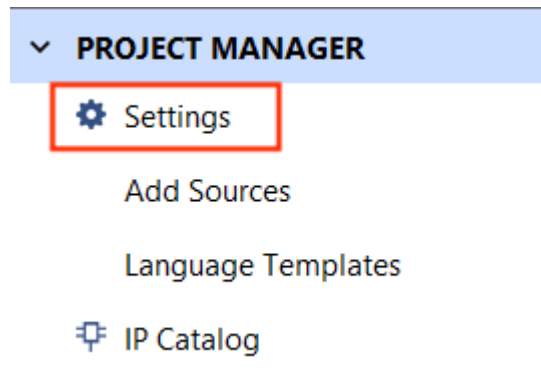 PROJECT MANAGER
Settings
Add Sources
Language Templates
IP Catalog